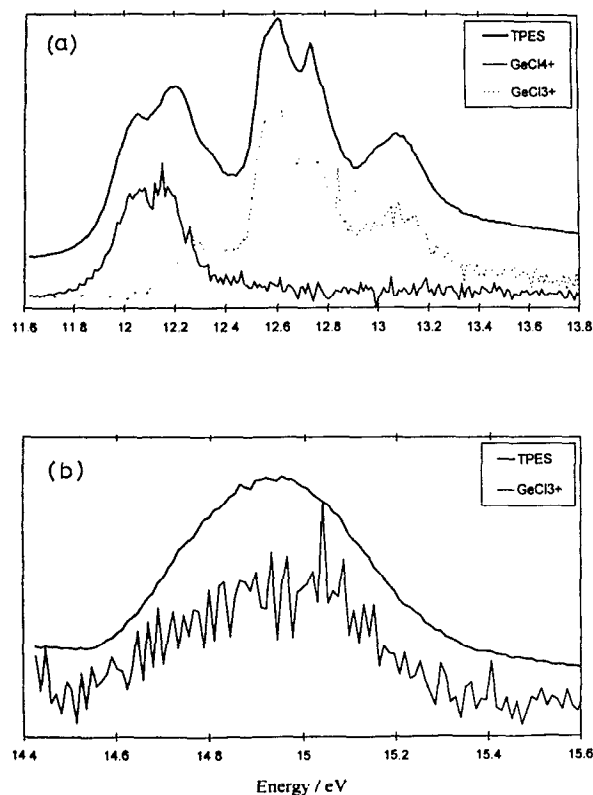 (a)
TPES
GeCl4+
GeCl3+
11.6 11.8 12 12.2 12 4 12.6 12.8 13 13.2 13.4 13.6 13.8
(b)
TPES
GeCl3+
14 4 14.6 14 8 15 15.2 15.4 15.6
Energy / eV